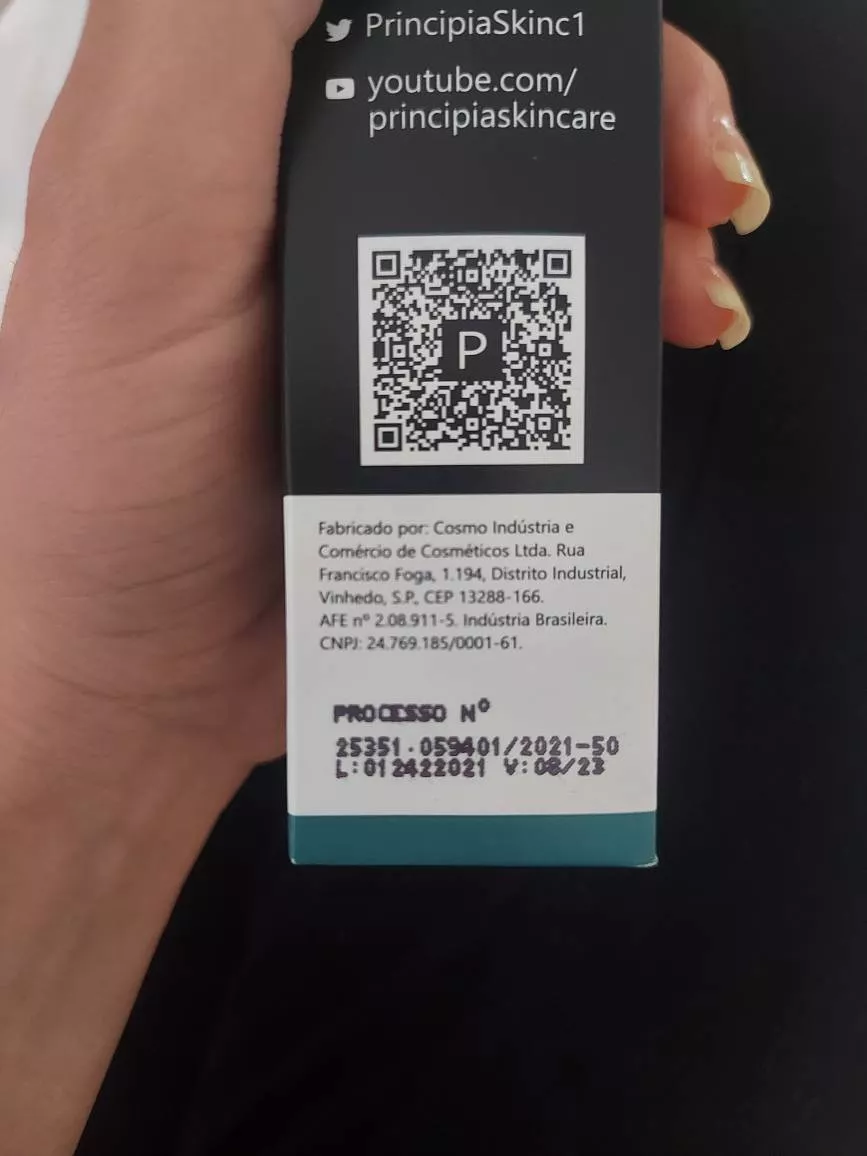 PrincipiaSkinc1
youtube.com/
principiaskincare
P
Fabricado por: Cosmo Indústria e
Comércio de Cosméticos Ltda. Rua
Francisco Foga, 1.194, Distrito Industrial,
Vinhedo, S.P., CEP 13288-166.
AFE nº 2.08.911-5. Indústria Brasileira.
CNPJ: 24.769.185/0001-61.
PROCESSO Nº
25351.059401/2021-50
L:012422021 V:08/23